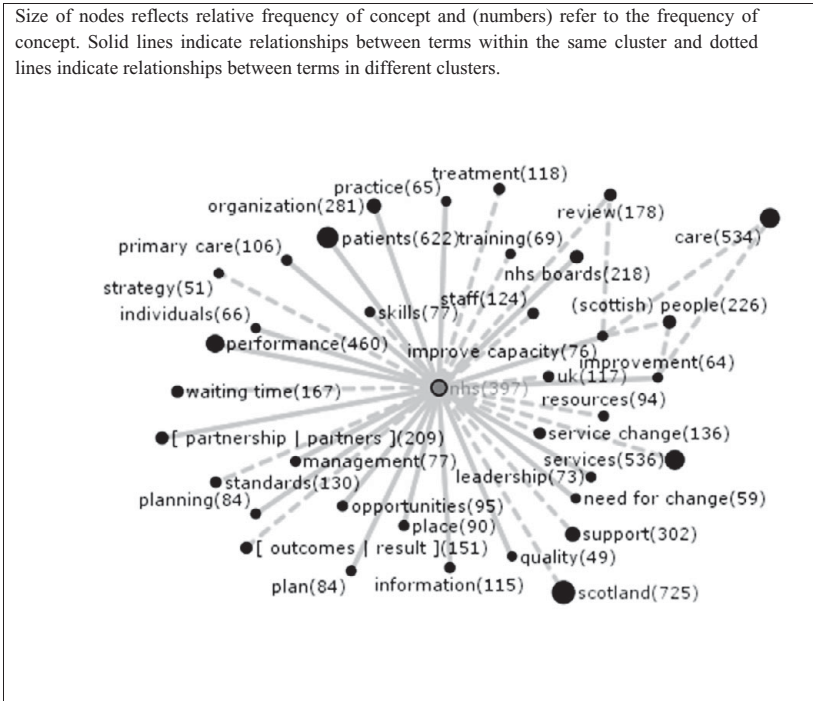 Size of nodes reflects relative frequency of concept and (numbers) refer to the frequency of
concept. Solid lines indicate relationships between terms within the same cluster and dotted
lines indicate relationships between terms in different clusters.
treatment(118)
practice(65)
organization(281)
review(178)
patients(622)
training(69)
care(534)
primary care(106)
nhs boards(218)
strategy(51)
staff(124)
(scottish) people(226)
individuals(66)
skills(77)
performance(460)
improve capacity(76)
improvement(64)
uk(117)
waiting time(167)
nhs(397)
resources(94)
[ partnership | partners ](209)
service change(136)
management(77)
services(536)
standards(130)
leadership(73)
planning(84)
opportunities(95)
need for change(59)
place(90)
support(302)
[ outcomes | result ](151)
quality(49)
plan(84)
information(115)
scotland(725)